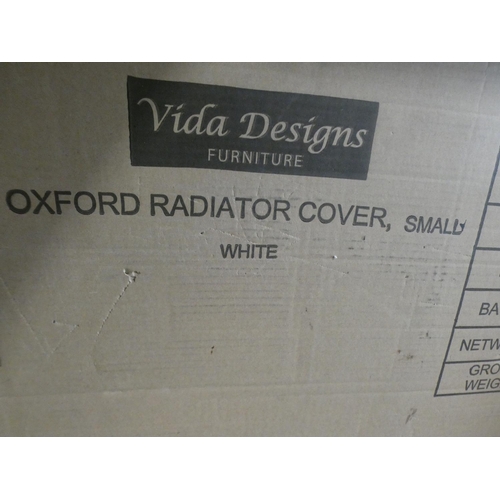 Vida Designs
FURNITURE
OXFORD RADIATOR COVER, SMALL
WHITE
BA
NETW
GRO
WEIG